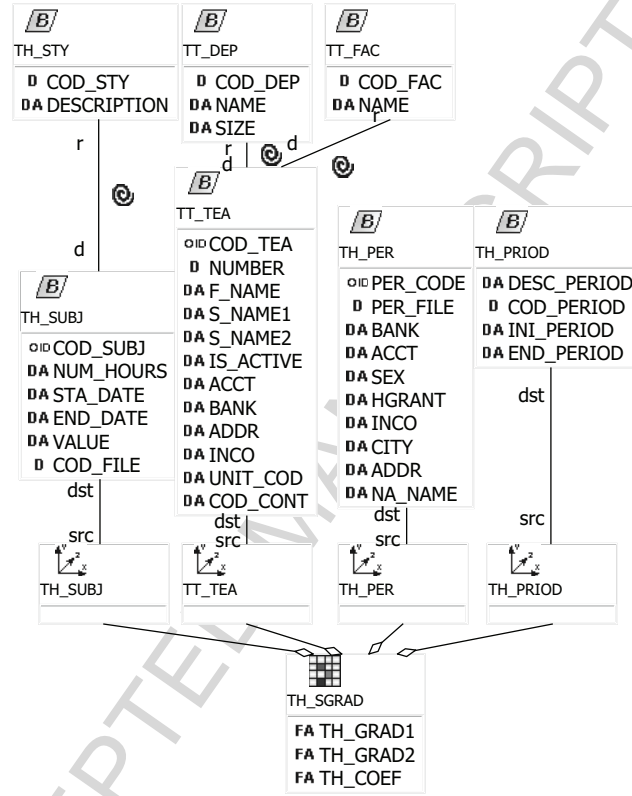 B
TH_STY
D COD_STY
DA DESCRIPTION
B
TT_DEP
D COD_DEP
DA NAME
DA SIZE
B
TT_FAC
D COD_FAC
DA NAME
r
r
d
d
r
d
B
TT_TEA
OID COD_TEA
D NUMBER
DA F_NAME
DA S_NAME1
DA S_NAME2
DA IS_ACTIVE
DA ACCT
DA BANK
DA ADDR
DA INCO
DA UNIT_COD
DA COD_CONT
B
TH_SUBJ
OID COD_SUBJ
DA NUM_HOURS
DA STA_DATE
DA END_DATE
DA VALUE
D COD_FILE
B
TH_PER
OID PER_CODE
D PER_FILE
DA BANK
DA ACCT
DA SEX
DA HGRANT
DA INCO
DA CITY
DA ADDR
DA NA_NAME
B
TH_PRIOD
DA DESC_PERIOD
D COD_PERIOD
DA INI_PERIOD
DA END_PERIOD
dst
src
dst
src
dst
src
dst
src
Y
Z
X
TH_SUBJ
Y
Z
X
TT_TEA
Y
Z
X
TH_PER
Y
Z
X
TH_PRIOD
TH_SGRAD
FA TH_GRAD1
FA TH_GRAD2
FA TH_COEF